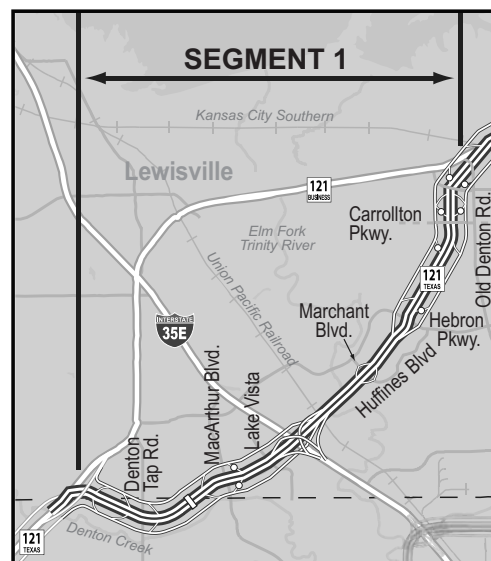 SEGMENT 1
Kansas City Southern
Lewisville
121
BUSINESS
Elm Fork
Trinity River
Carrollton
Pkwy.
Old Denton Rd.
Union Pacific Railroad
121
TEXAS
INTERSTATE
35E
Marchant
Blvd.
Hebron
Pkwy.
Huffines Blvd
MacArthur Blvd.
Lake Vista
Denton
Tap Rd.
Denton Creek
121
TEXAS